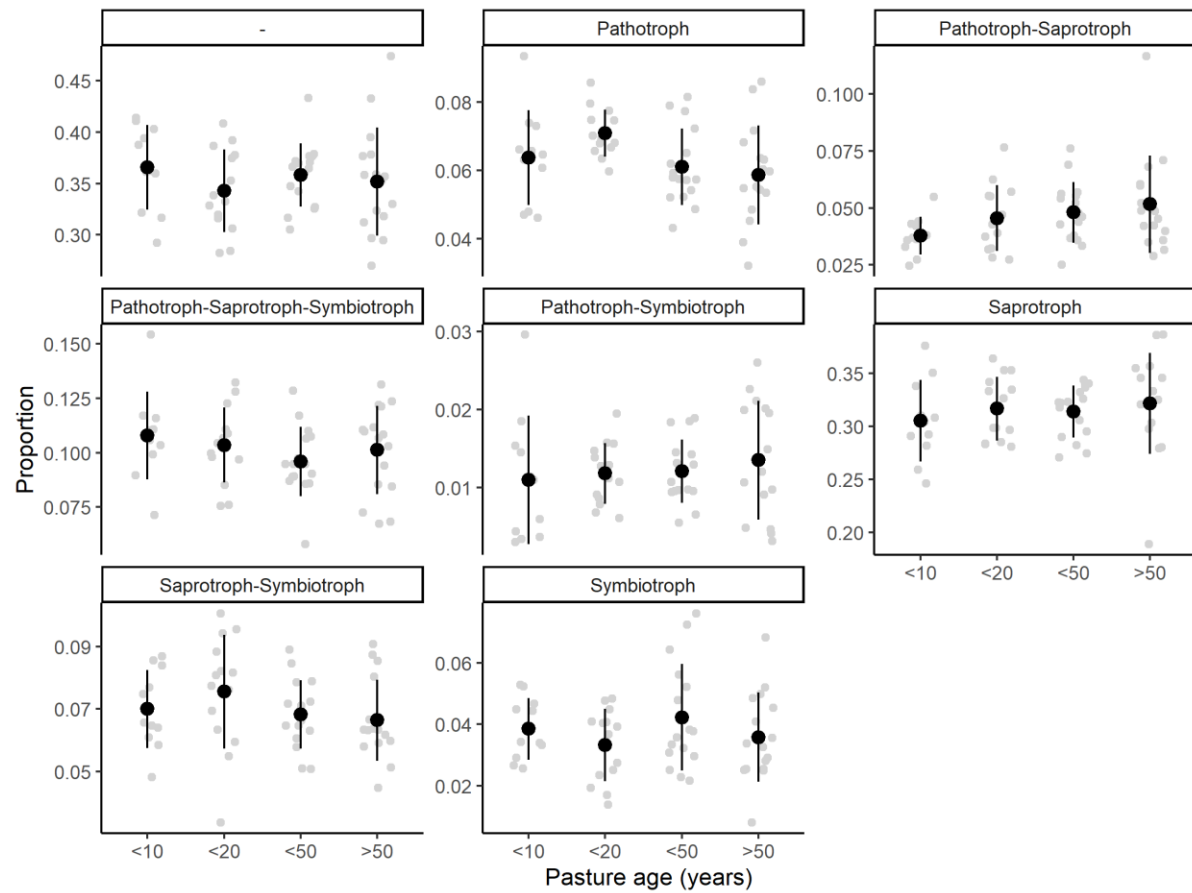 -
Pathotroph
Pathotroph-Saprotroph
0.45
0.40
0.35
0.30
0.08
0.06
0.04
0.100
0.075
0.050
0.025
Pathotroph-Saprotroph-Symbiotroph
Pathotroph-Symbiotroph
Saprotroph
0.150
0.125
0.100
0.075
0.03
0.02
0.01
0.35
0.30
0.25
0.20
<10 <20 <50 >50
Proportion
Saprotroph-Symbiotroph
Symbiotroph
0.09
0.07
0.05
0.06
0.04
0.02
<10 <20 <50 >50
<10 <20 <50 >50
Pasture age (years)